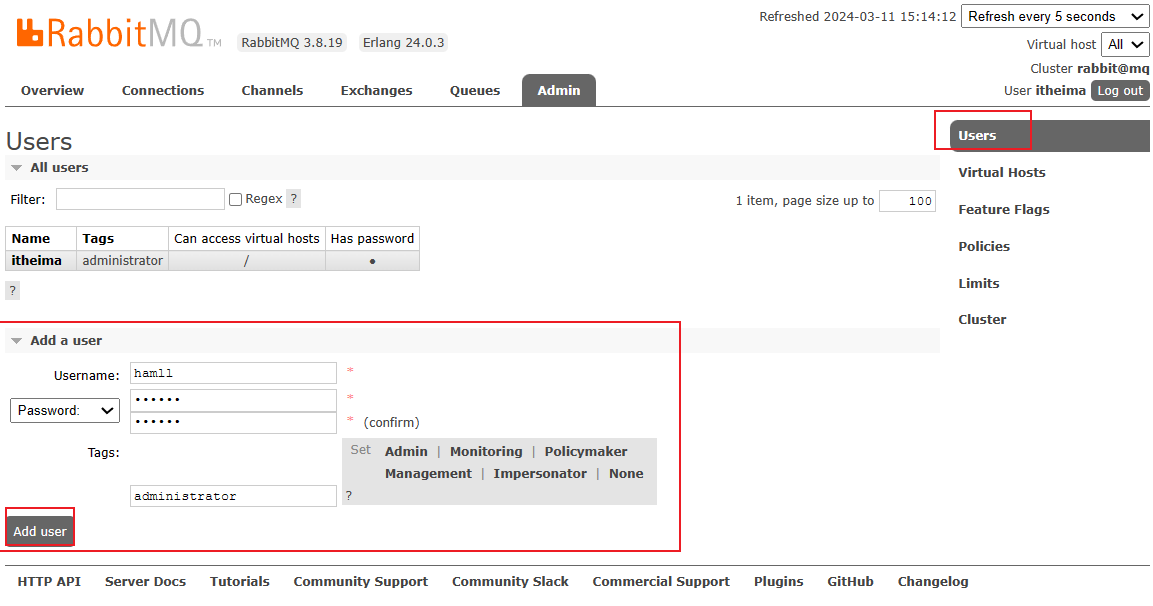 Refreshed 2024-03-11 15:14:12 Refresh every 5 seconds
RabbitMQ TM RabbitMQ 3.8.19 Erlang 24.0.3
Virtual host All
Cluster rabbit@mq
User itheima Log out
Overview Connections Channels Exchanges Queues Admin
Users
Users
Virtual Hosts
Feature Flags
Policies
Limits
Cluster
All users
Filter: Regex ? 1 item, page size up to 100
Name Tags Can access virtual hosts Has password
itheima administrator / •
?
Add a user
Username: hamll *
Password: •••••• *
•••••• * (confirm)
Tags: Set Admin | Monitoring | Policymaker
Management | Impersonator | None
administrator ?
Add user
HTTP API Server Docs Tutorials Community Support Community Slack Commercial Support Plugins GitHub Changelog